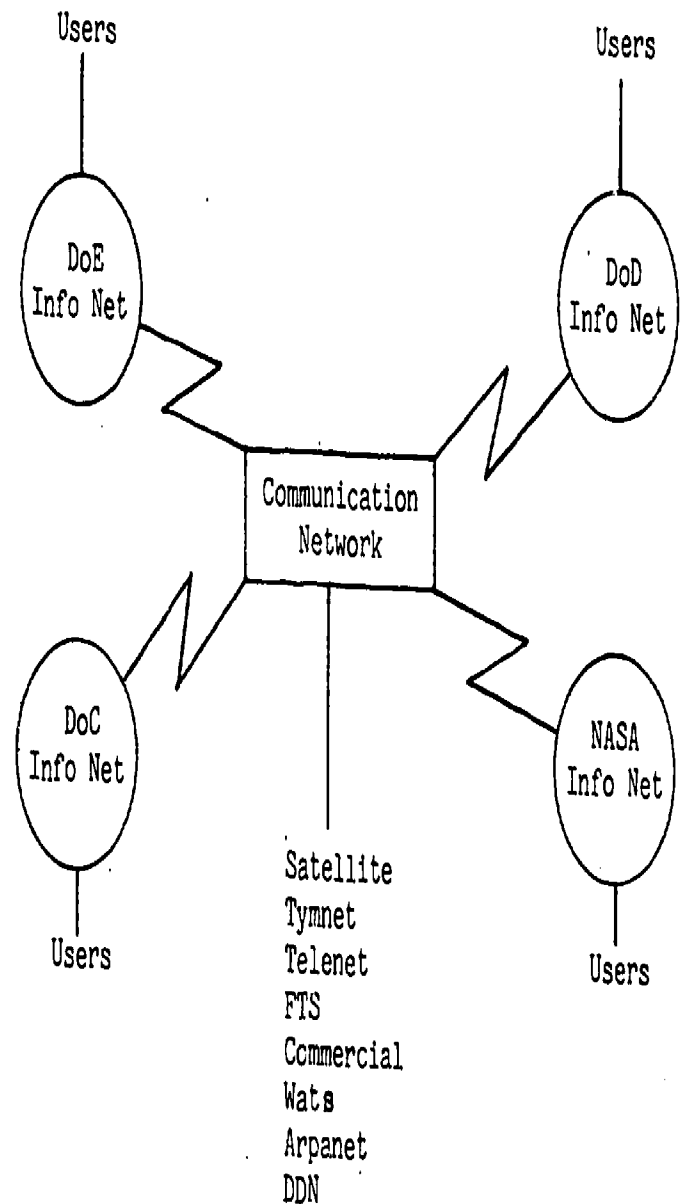 Users
Users
DoE
Info Net
DoD
Info Net
Communication
Network
DoC
Info Net
NASA
Info Net
Users
Users
Satellite
Tymnet
Telenet
FTS
Commercial
Wats
Arpanet
DDN